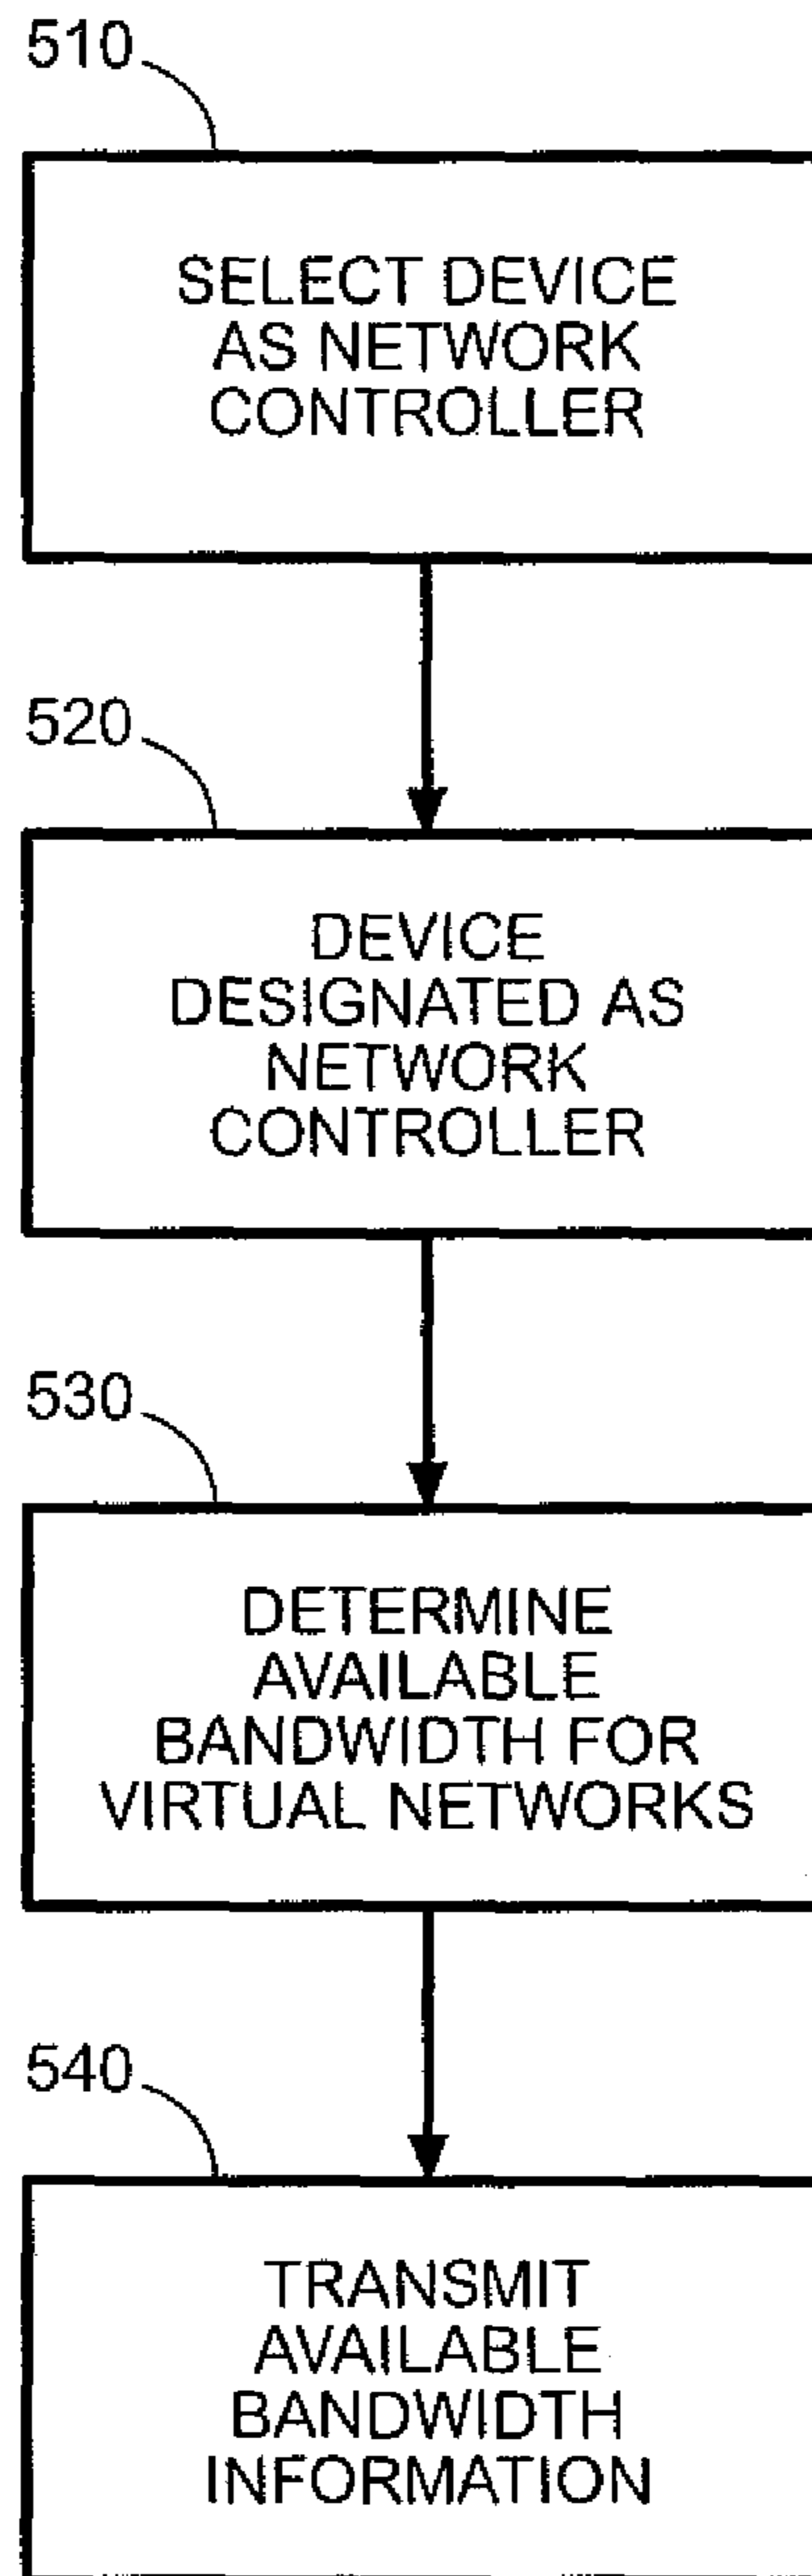 510
SELECT DEVICE
AS NETWORK
CONTROLLER
520
DEVICE
DESIGNATED AS
NETWORK
CONTROLLER
530
DETERMINE
AVAILABLE
BANDWIDTH FOR
VIRTUAL NETWORKS
540
TRANSMIT
AVAILABLE
BANDWIDTH
INFORMATION